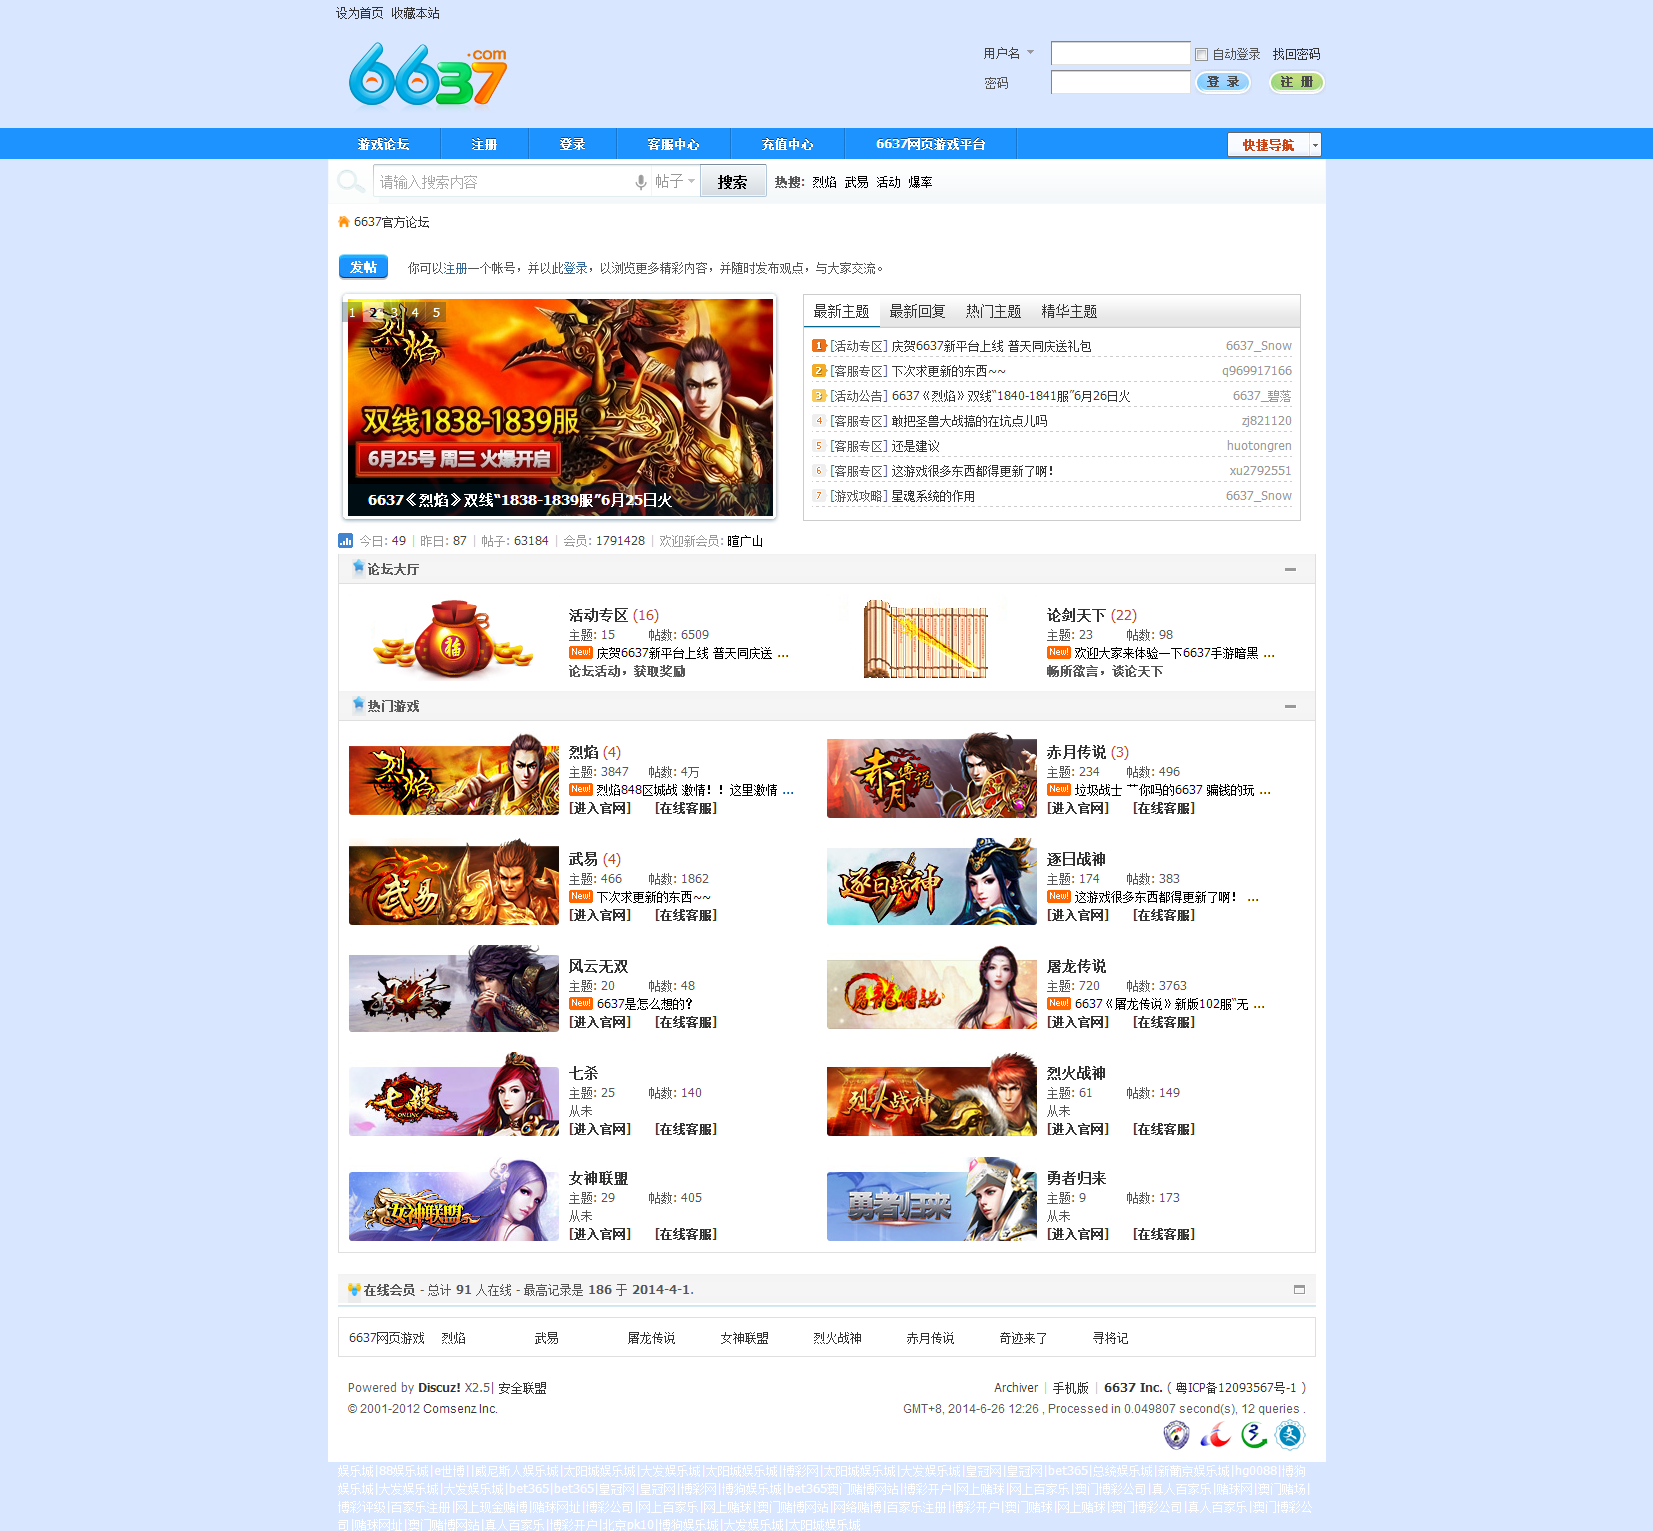 设为首页 收藏本站
6637.com
用户名 自动登录 找回密码
密码 登 录 注 册
游戏论坛 注册 登录 客服中心 充值中心 6637网页游戏平台 快捷导航
请输入搜索内容 帖子 搜索 热搜: 烈焰 武易 活动 爆率
6637官方论坛
发帖 你可以注册一个帐号，并以此登录，以浏览更多精彩内容，并随时发布观点，与大家交流。
1 2 3 4 5
烈焰
双线1838-1839服
6月25号 周三 火爆开启
6637《烈焰》双线“1838-1839服”6月25日火
最新主题 最新回复 热门主题 精华主题
1 [活动专区] 庆贺6637新平台上线 普天同庆送礼包 6637_Snow
2 [客服专区] 下次求更新的东西~~ q969917166
3 [活动公告] 6637《烈焰》双线“1840-1841服”6月26日火 6637_碧落
4 [客服专区] 敢把圣兽大战搞的在坑点儿吗 zj821120
5 [客服专区] 还是建议 huotongren
6 [客服专区] 这游戏很多东西都得更新了啊！ xu2792551
7 [游戏攻略] 星魂系统的作用 6637_Snow
今日: 49 | 昨日: 87 | 帖子: 63184 | 会员: 1791428 | 欢迎新会员: 暄广山
论坛大厅
福
活动专区 (16)
主题: 15 帖数: 6509
New! 庆贺6637新平台上线 普天同庆送 ...
论坛活动，获取奖励
论剑天下 (22)
主题: 23 帖数: 98
New! 欢迎大家来体验一下6637手游暗黑 ...
畅所欲言，谈论天下
热门游戏
烈焰
烈焰 (4)
主题: 3847 帖数: 4万
New! 烈焰848区城战 激情！！这里激情 ...
[进入官网] [在线客服]
赤月傳说
赤月传说 (3)
主题: 234 帖数: 496
New! 垃圾战士 艹你吗的6637 骗钱的玩 ...
[进入官网] [在线客服]
武易
武易 (4)
主题: 466 帖数: 1862
New! 下次求更新的东西~~
[进入官网] [在线客服]
逐日战神
逐日战神
主题: 174 帖数: 383
New! 这游戏很多东西都得更新了啊！ ...
[进入官网] [在线客服]
风云无双
主题: 20 帖数: 48
New! 6637是怎么想的？
[进入官网] [在线客服]
屠龍傳說
屠龙传说
主题: 720 帖数: 3763
New! 6637《屠龙传说》新版102服“无 ...
[进入官网] [在线客服]
七殺 ONLINE
七杀
主题: 25 帖数: 140
从未
[进入官网] [在线客服]
烈火战神
烈火战神
主题: 61 帖数: 149
从未
[进入官网] [在线客服]
女神联盟
女神联盟
主题: 29 帖数: 405
从未
[进入官网] [在线客服]
勇者归来
勇者归来
主题: 9 帖数: 173
从未
[进入官网] [在线客服]
在线会员 - 总计 91 人在线 - 最高记录是 186 于 2014-4-1.
6637网页游戏 烈焰 武易 屠龙传说 女神联盟 烈火战神 赤月传说 奇迹来了 寻将记
Powered by Discuz! X2.5| 安全联盟
© 2001-2012 Comsenz Inc.
Archiver | 手机版 | 6637 Inc. ( 粤ICP备12093567号-1 )
GMT+8, 2014-6-26 12:26 , Processed in 0.049807 second(s), 12 queries .
娱乐城|88娱乐城|e世博||威尼斯人娱乐城|太阳城娱乐城|大发娱乐城|太阳城娱乐城|博彩网|太阳城娱乐城|大发娱乐城|皇冠网|皇冠网|bet365|总统娱乐城|新葡京娱乐城|hg0088|博狗
娱乐城|大发娱乐城|大发娱乐城|bet365|bet365|皇冠网|皇冠网|博彩网|博狗娱乐城|bet365澳门赌博网站|博彩开户|网上赌球|网上百家乐|澳门博彩公司|真人百家乐|赌球网|澳门赌场|
博彩评级|百家乐注册|网上现金赌博|赌球网址|博彩公司|网上百家乐|网上赌球|澳门赌博网站|网络赌博|百家乐注册|博彩开户|澳门赌球|网上赌球|澳门博彩公司|真人百家乐|澳门博彩公
司|赌球网址|澳门赌博网站|真人百家乐|博彩开户|北京pk10|博狗娱乐城|大发娱乐城|太阳城娱乐城